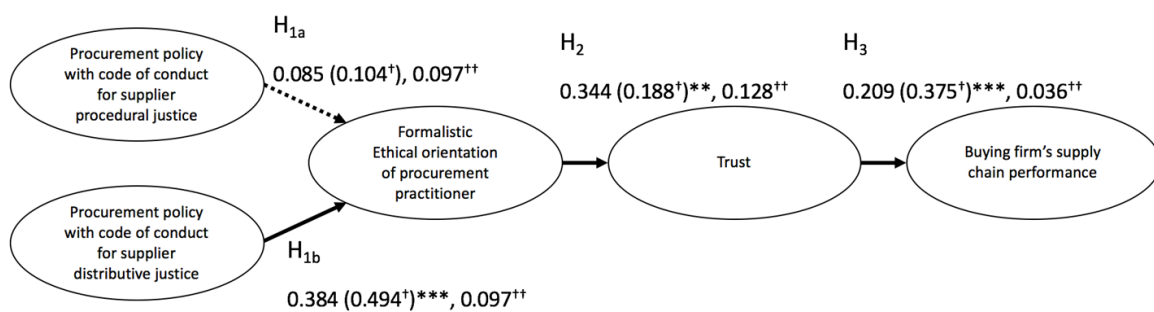 Procurement policy
with code of conduct
for supplier
procedural justice
H1a
0.085 (0.104†), 0.097††
Procurement policy
with code of conduct
for supplier
distributive justice
H1b
0.384 (0.494†)***, 0.097††
Formalistic
Ethical orientation
of procurement
practitioner
H2
0.344 (0.188†)**, 0.128††
Trust
H3
0.209 (0.375†)***, 0.036††
Buying firm's supply
chain performance